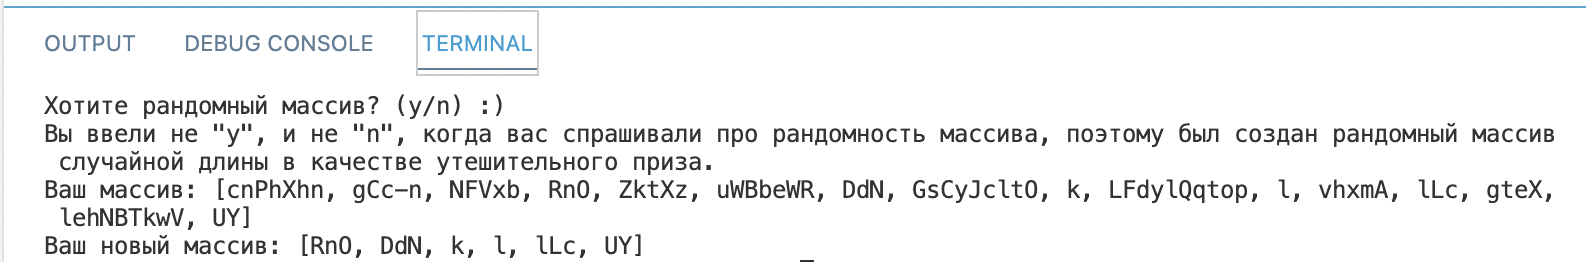 OUTPUT DEBUG CONSOLE TERMINAL
Хотите рандомный массив? (y/n) :)
Вы ввели не "y", и не "n", когда вас спрашивали про рандомность массива, поэтому был создан рандомный массив
случайной длины в качестве утешительного приза.
Ваш массив: [cnPhXhn, gCc-n, NFVxb, RnO, ZktXz, uWBbeWR, DdN, GsCyJcltO, k, LFdylQqtop, l, vhxmA, lLc, gteX,
lehNBTkwV, UY]
Ваш новый массив: [RnO, DdN, k, l, lLc, UY]